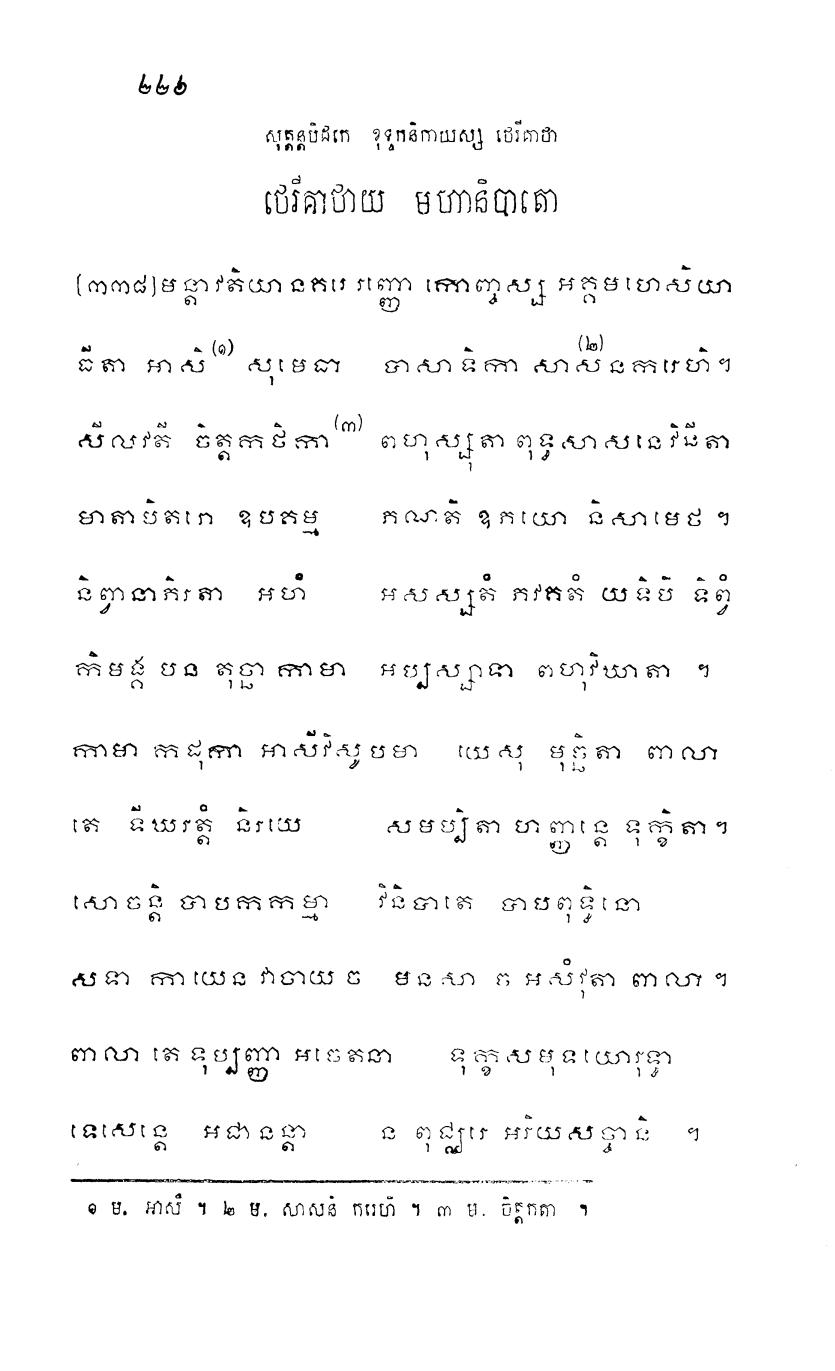 ២២៦
សុត្តន្តបិដកេ ខុទ្ទកនិកាយស្ស ថេរីគាថា
ថេរីគាថាយ មហានិបាតោ
[៣៣៨] មន្តាវតិយា នគរេ រញ្ញោ កោញ្ចស្ស អគ្គមហេសិយា
ធីតា អាសិ(១) សុមេធា បាសាទិកា សាសនករេហិ(២)។
សីលវតី ចិត្តកថិកា(៣) ពហុស្សុតា ពុទ្ធសាសនេ វិនីតា
មាតាបិតរោ ឧបគម្ម ភណតិ ឧភយោ និសាមេថ ។
និព្វានាភិរតា អហំ អសស្សតំ ភវគតំ យទិបិ ទិព្វំ
កិមង្គ បន តុច្ឆា កាមា អប្បស្សាទា ពហុវិឃាតា ។
កាមា កដុកា អាសីវិសូបមា យេសុ មុច្ឆិតា ពាលា
តេ ទីឃរត្តំ និរយេ សមប្បិតា ហញ្ញន្តេ ទុក្ខិតា។
សោចន្តិ បាបកកម្មា វិនិបាតេ បាបពុទ្ធិនោ
សទា កាយេន វាចាយ ច មនសា ច អសំវុតា ពាលា។
ពាលា តេ ទុប្បញ្ញា អចេតនា ទុក្ខសមុទយោរុទ្ធា
ទេសេន្តេ អជានន្តា ន ពុជ្ឈរេ អរិយសច្ចានិ ។
១ ម. អាសឹ ។ ២ ម. សាសនំ ករេហិ ។ ៣ ម. ចិត្តកតា ។